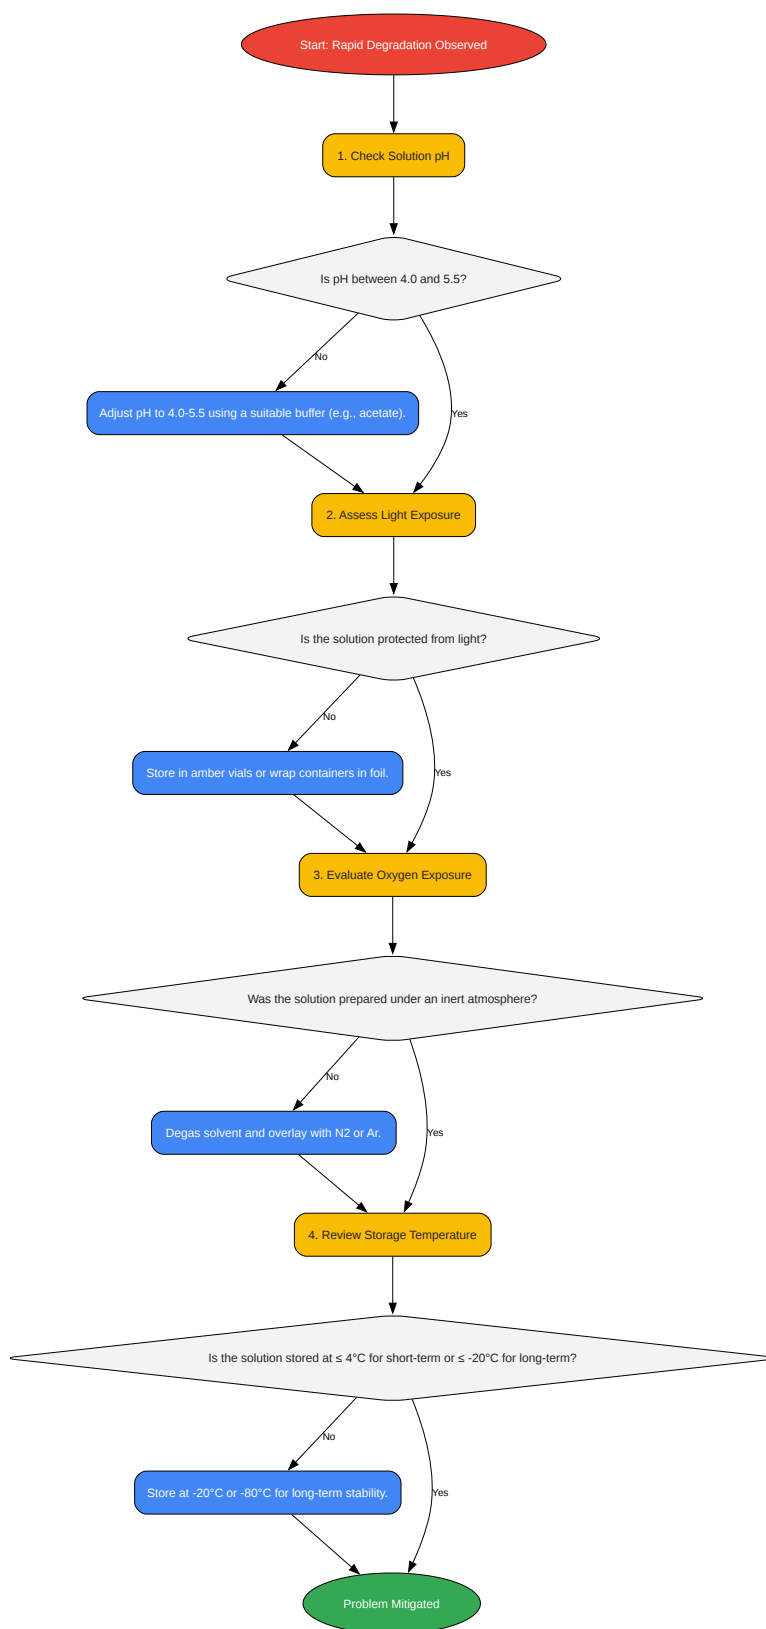 Start: Rapid Degradation Observed
1. Check Solution pH
Is pH between 4.0 and 5.5?
No
Adjust pH to 4.0-5.5 using a suitable buffer (e.g., acetate).
Yes
2. Assess Light Exposure
Is the solution protected from light?
No
Store in amber vials or wrap containers in foil.
Yes
3. Evaluate Oxygen Exposure
Was the solution prepared under an inert atmosphere?
No
Degas solvent and overlay with N2 or Ar.
Yes
4. Review Storage Temperature
Is the solution stored at ≤ 4°C for short-term or ≤ -20°C for long-term?
No
Store at -20°C or -80°C for long-term stability.
Yes
Problem Mitigated